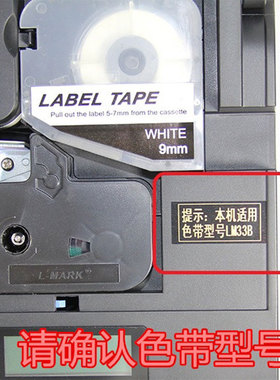 LABEL TAPE
Pull out the label 5-7mm from the cassette
WHITE
9mm
提示：本机适用
色带型号LM33B
L-MARK™
请确认色带型号